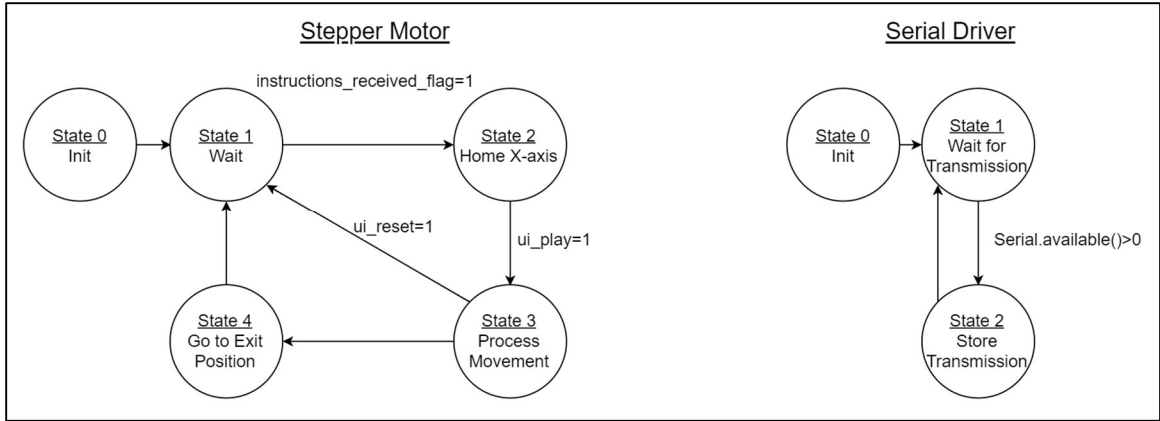 Stepper Motor
instructions_received_flag=1
State 0
Init
State 1
Wait
State 2
Home X-axis
ui_reset=1
ui_play=1
State 4
Go to Exit
Position
State 3
Process
Movement
Serial Driver
State 0
Init
State 1
Wait for
Transmission
Serial.available()>0
State 2
Store
Transmission